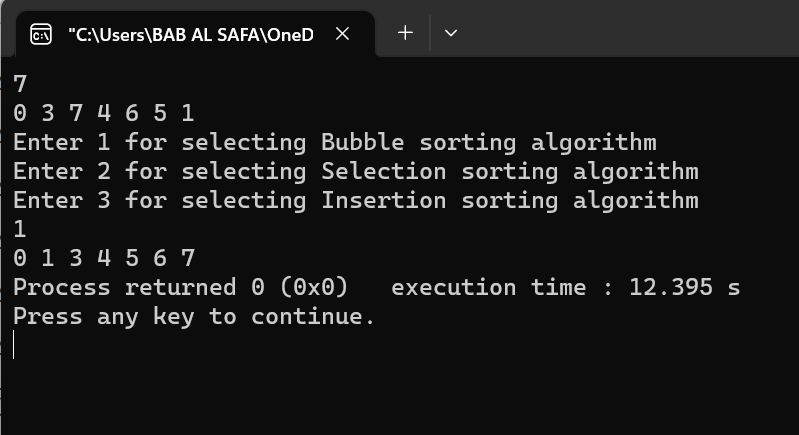 "C:\Users\BAB AL SAFA\OneD
7
0 3 7 4 6 5 1
Enter 1 for selecting Bubble sorting algorithm
Enter 2 for selecting Selection sorting algorithm
Enter 3 for selecting Insertion sorting algorithm
1
0 1 3 4 5 6 7
Process returned 0 (0x0)   execution time : 12.395 s
Press any key to continue.